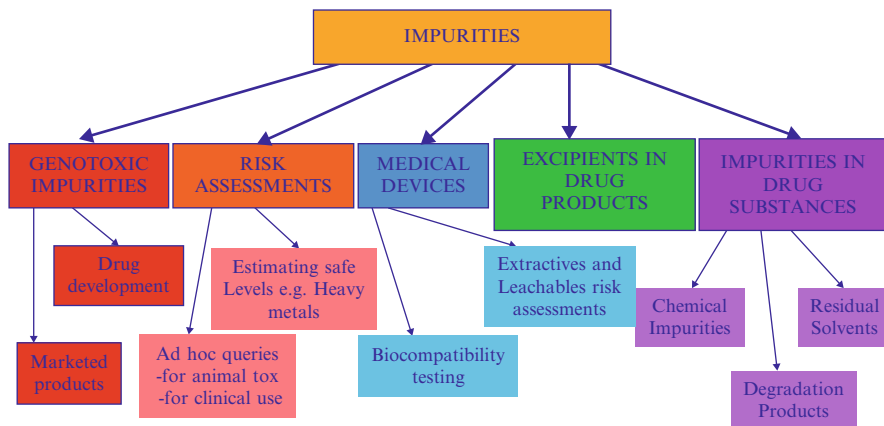 IMPURITIES
GENOTOXIC
IMPURITIES
RISK
ASSESSMENTS
MEDICAL
DEVICES
EXCIPIENTS IN
DRUG
PRODUCTS
IMPURITIES IN
DRUG
SUBSTANCES
Drug
development
Marketed
products
Estimating safe
Levels e.g. Heavy
metals
Ad hoc queries
-for animal tox
-for clinical use
Extractives and
Leachables risk
assessments
Biocompatibility
testing
Chemical
Impurities
Residual
Solvents
Degradation
Products